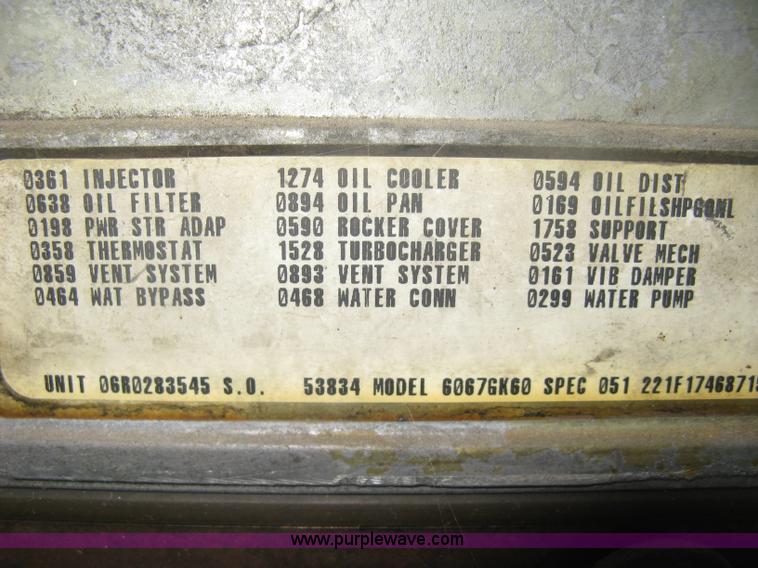 0361 INJECTOR 1274 OIL COOLER 0594 OIL DIST
0638 OIL FILTER 0894 OIL PAN 0169 OILFILSHPGONL
0198 PWR STR ADAP 0590 ROCKER COVER 1758 SUPPORT
0358 THERMOSTAT 1528 TURBOCHARGER 0523 VALVE MECH
0859 VENT SYSTEM 0893 VENT SYSTEM 0161 VIB DAMPER
0464 WAT BYPASS 0468 WATER CONN 0299 WATER PUMP
UNIT 06R0283545 S.O. 53834 MODEL 6067GK60 SPEC 051 221F1746871
www.purplewave.com